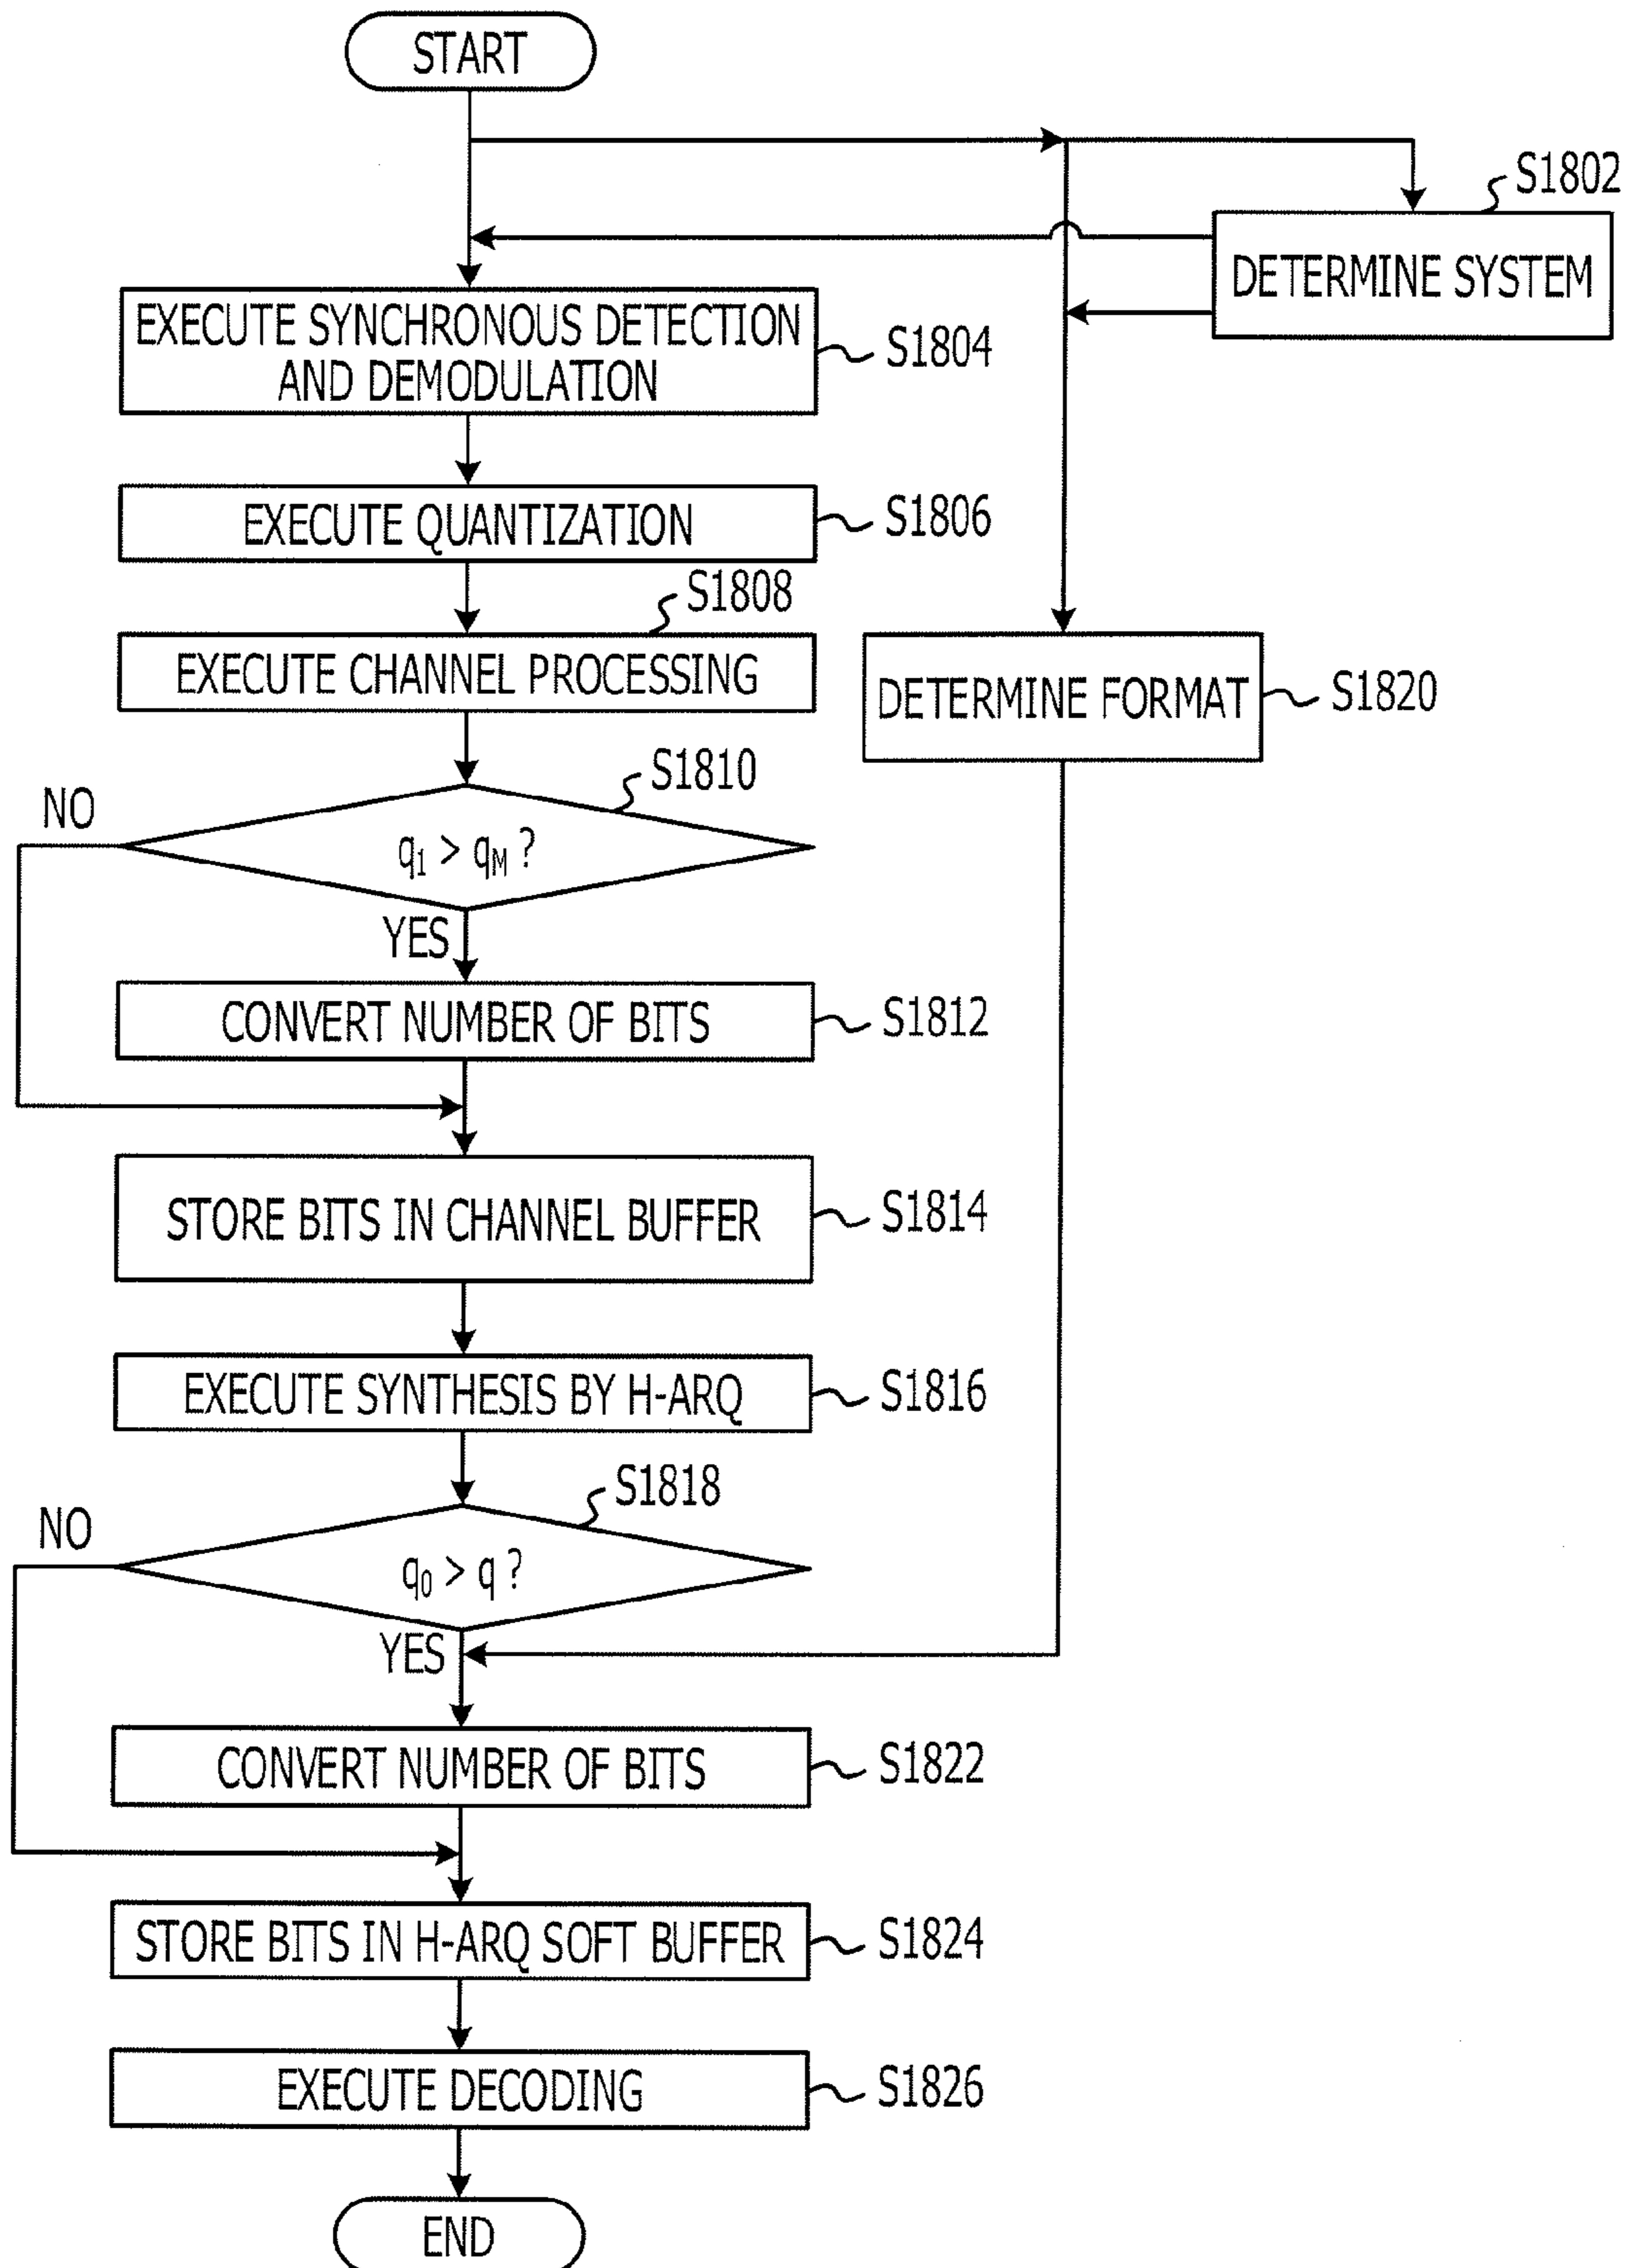 START
S1802
DETERMINE SYSTEM
EXECUTE SYNCHRONOUS DETECTION
AND DEMODULATION
S1804
EXECUTE QUANTIZATION
S1806
S1808
EXECUTE CHANNEL PROCESSING
DETERMINE FORMAT
S1820
S1810
NO
q₁ > qM ?
YES
CONVERT NUMBER OF BITS
S1812
STORE BITS IN CHANNEL BUFFER
S1814
EXECUTE SYNTHESIS BY H-ARQ
S1816
S1818
NO
q₀ > q ?
YES
CONVERT NUMBER OF BITS
S1822
STORE BITS IN H-ARQ SOFT BUFFER
S1824
EXECUTE DECODING
S1826
END